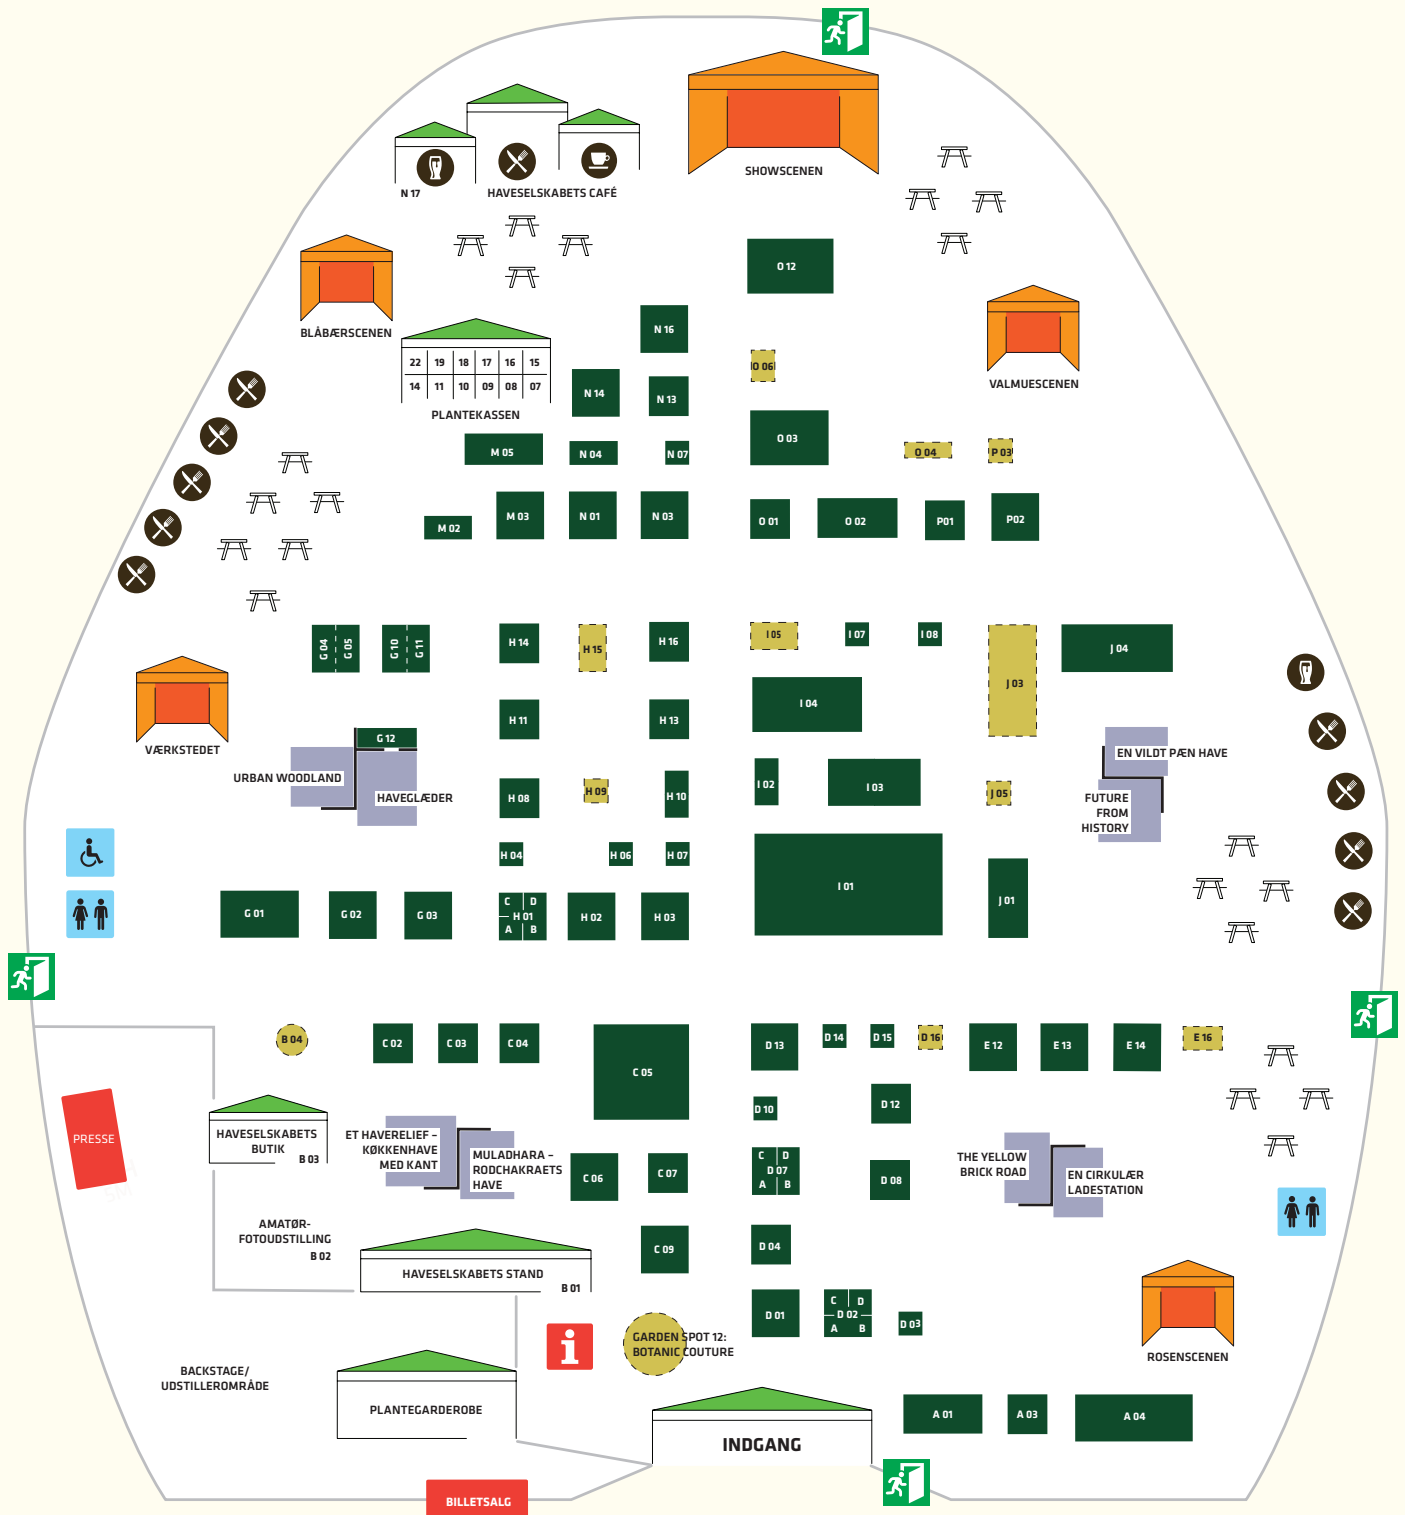 SHOWSCENEN
N 17
HAVESELSKABETS CAFÉ
O 12
BLÅBÆRSCENEN
N 16
VALMUESCENEN
22 19 18 17 16 15
14 11 10 09 08 07
PLANTEKASSEN
O 06
N 14
N 13
O 03
M 05
N 04
N 07
O 04
P 03
M 02
M 03
N 01
N 03
O 01
O 02
P01
P02
G 04
G 05
G 10
G 11
H 14
H 15
H 16
I 05
I 07
I 08
J 03
J 04
VÆRKSTEDET
H 11
H 13
I 04
G 12
URBAN WOODLAND
HAVEGLÆDER
EN VILDT PÆN HAVE
FUTURE
FROM
HISTORY
H 08
H 09
H 10
I 02
I 03
J 05
H 04
H 06
H 07
I 01
J 01
G 01
G 02
G 03
C D
H 01
A B
H 02
H 03
B 04
C 02
C 03
C 04
C 05
D 13
D 14
D 15
D 16
E 12
E 13
E 14
E 16
D 10
D 12
PRESSE
HAVESELSKABETS
BUTIK
B 03
ET HAVERELIEF –
KØKKENHAVE
MED KANT
MULADHARA –
RODCHAKRAETS
HAVE
C 06
C 07
C D
D 07
A B
D 08
THE YELLOW
BRICK ROAD
EN CIRKULÆR
LADESTATION
AMATØR-
FOTOUDSTILLING
B 02
HAVESELSKABETS STAND
B 01
C 09
D 04
D 01
C D
D 02
A B
D 03
GARDEN SPOT 12:
BOTANIC COUTURE
ROSENSCENEN
BACKSTAGE/
UDSTILLEROMRÅDE
PLANTEGARDEROBE
INDGANG
A 01
A 03
A 04
BILLETSALG